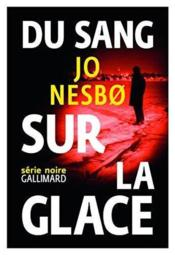 DU SANG
JO
NESBØ
SUR
série noire
GALLIMARD
LA
GLACE